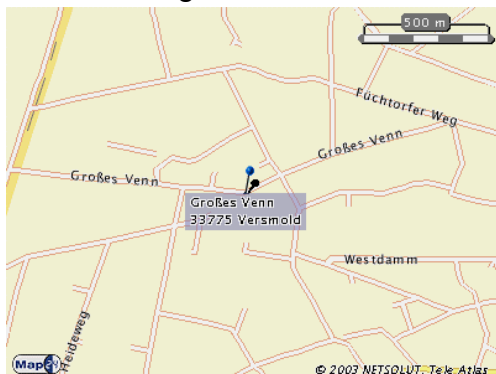 500 m
Füchtorfer Weg
Großes Venn
Großes Venn
Großes Venn
33775 Versmold
Westdamm
Heideweg
Map24
© 2003 NETSOLUT, Tele Atlas